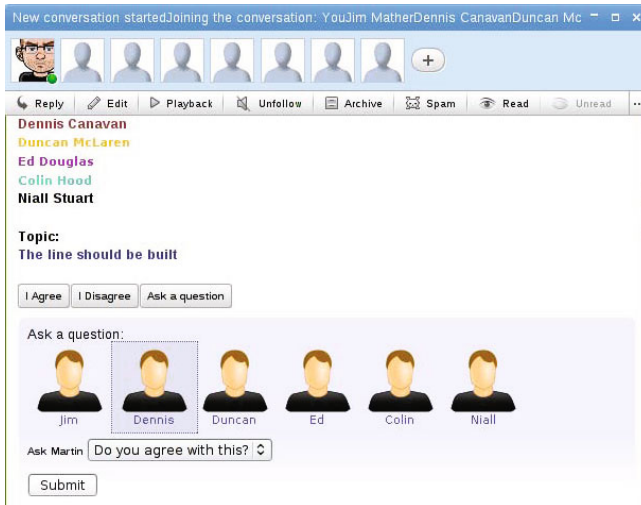 New conversation startedJoining the conversation: YouJim MatherDennis CanavanDuncan Mc
Reply Edit Playback Unfollow Archive Spam Read Unread ...
Dennis Canavan
Duncan McLaren
Ed Douglas
Colin Hood
Niall Stuart
Topic:
The line should be built
I Agree I Disagree Ask a question
Ask a question:
Jim Dennis Duncan Ed Colin Niall
Ask Martin Do you agree with this?
Submit